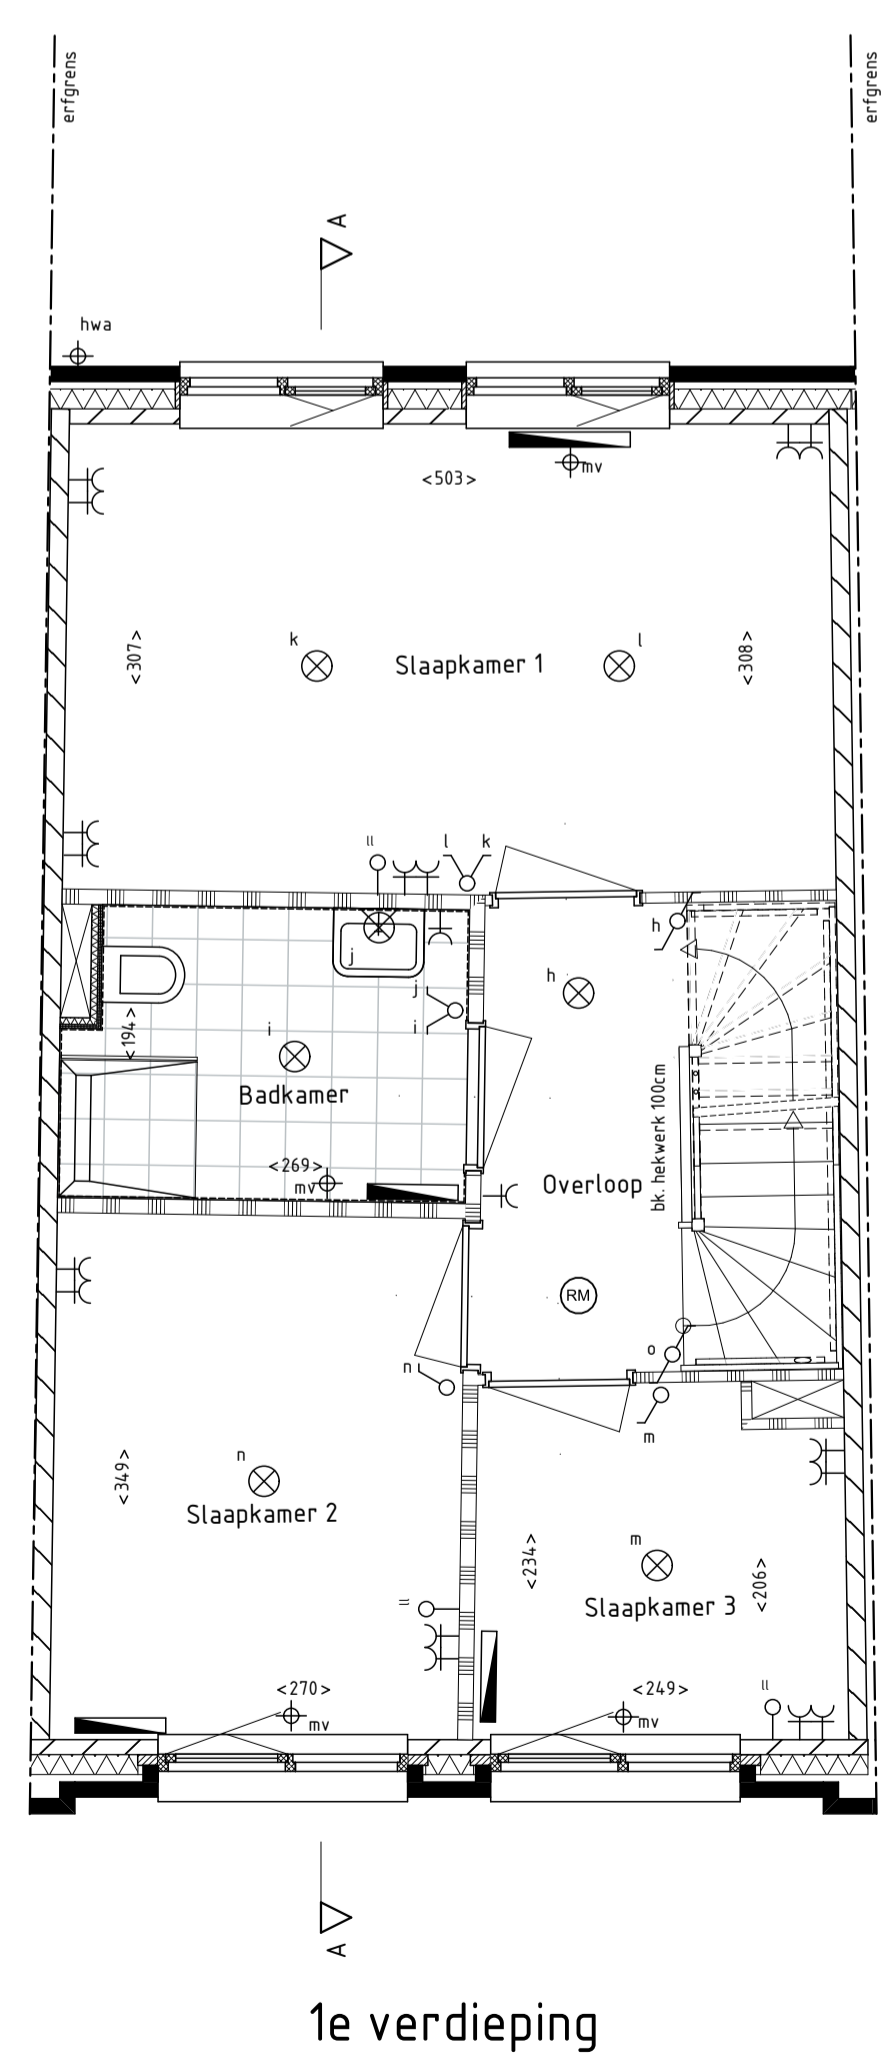 erfgrens
erfgrens
A
hwa
mv
<503>
k
l
<307>
Slaapkamer 1
<308>
ll
l
k
h
j
h
j
i
<194>
i
Badkamer
bk. hekwerk 100cm
<269>
mv
Overloop
RM
o
n
m
n
<349>
Slaapkamer 2
m
<234>
<206>
Slaapkamer 3
ll
<270>
mv
<249>
mv
ll
A
1e verdieping